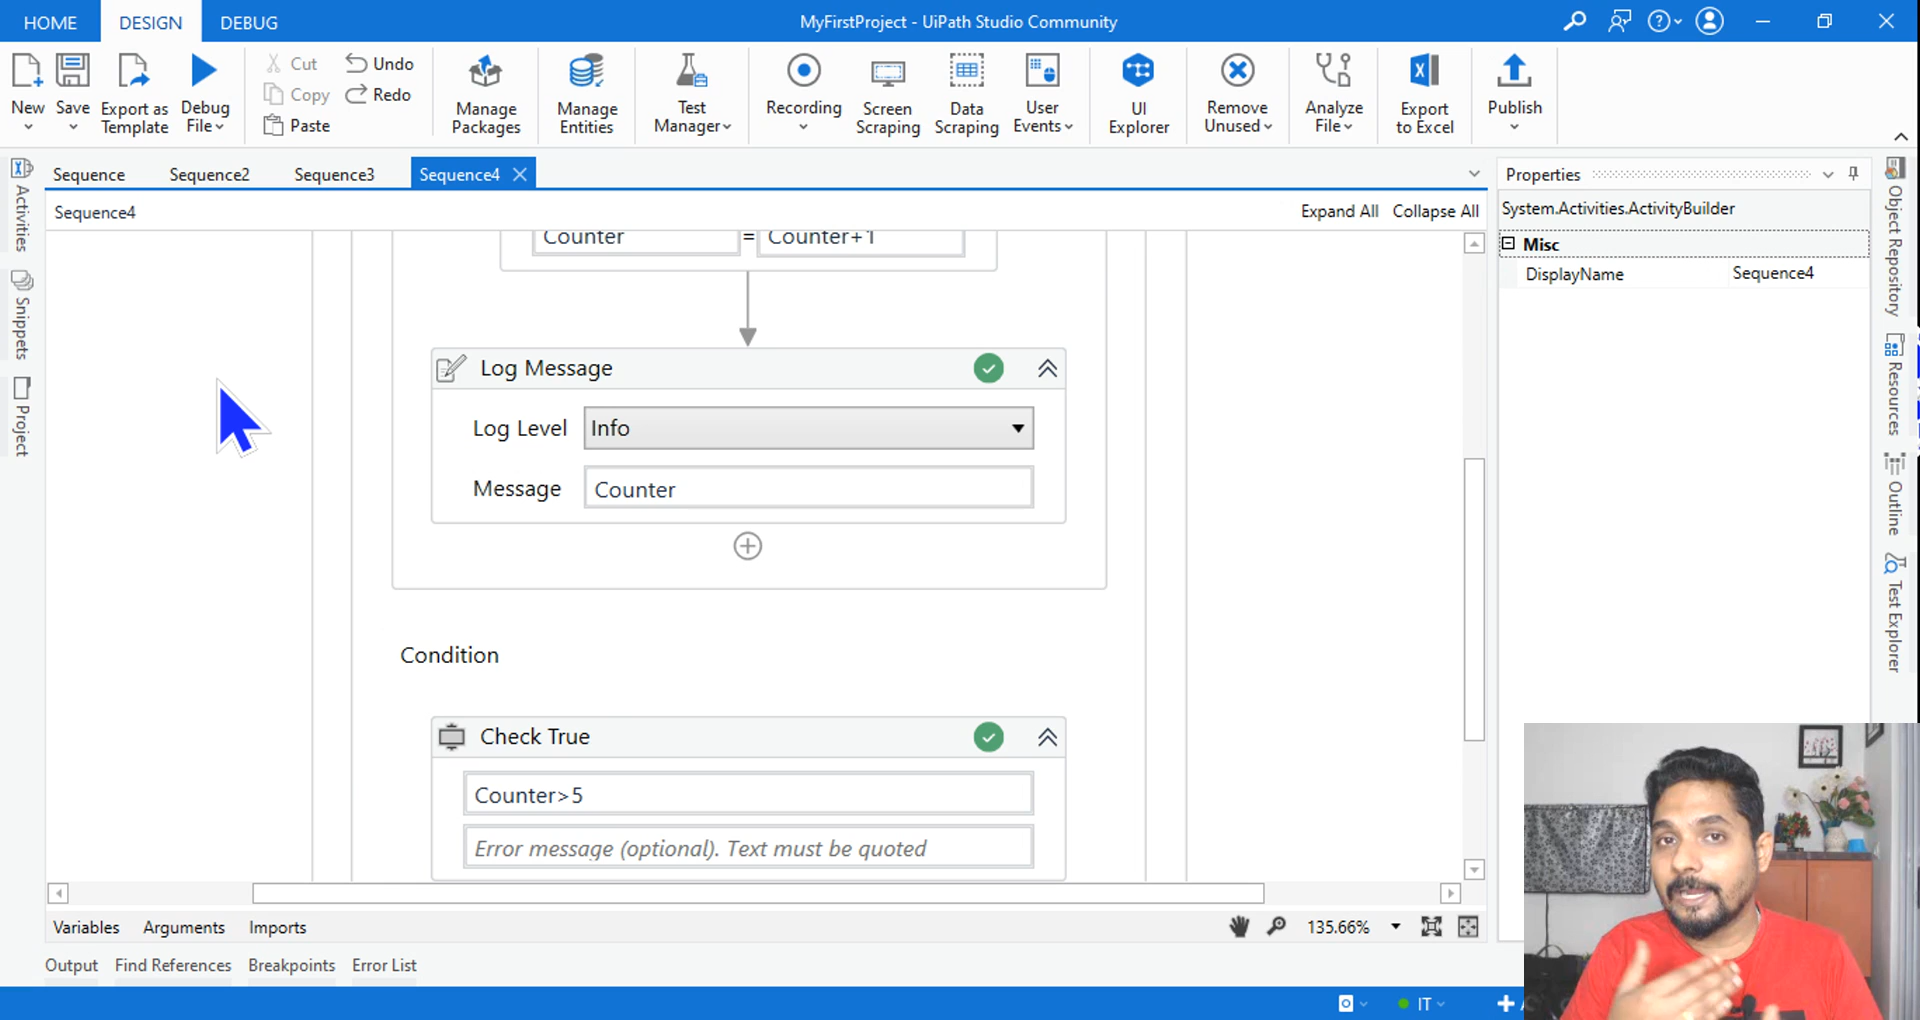 HOME DESIGN DEBUG MyFirstProject - UiPath Studio Community
New Save Export as Template Debug File Cut Copy Paste Undo Redo Manage Packages Manage Entities Test Manager Recording Screen Scraping Data Scraping User Events UI Explorer Remove Unused Analyze File Export to Excel Publish
Sequence Sequence2 Sequence3 Sequence4
Sequence4 Expand All Collapse All
Activities
Snippets
Project
Counter = Counter+1
Log Message
Log Level Info
Message Counter
Condition
Check True
Counter>5
Error message (optional). Text must be quoted
Properties
System.Activities.ActivityBuilder
Misc
DisplayName Sequence4
Object Repository
Resources
Outline
Test Explorer
Variables Arguments Imports 135.66%
Output Find References Breakpoints Error List
IT